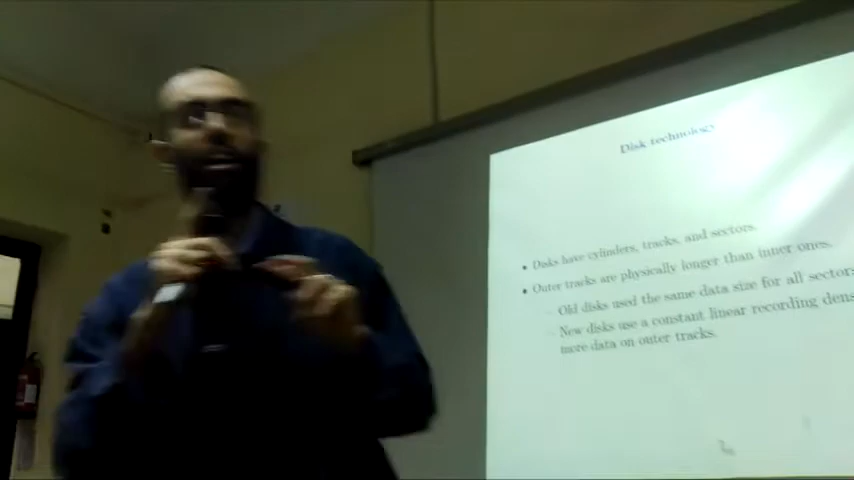 Disk technology
Disks have cylinders, tracks, and sectors.
Outer tracks are physically longer than inner ones.
Old disks used the same data size for all sectors
New disks use a constant linear recording
more data on outer tracks.